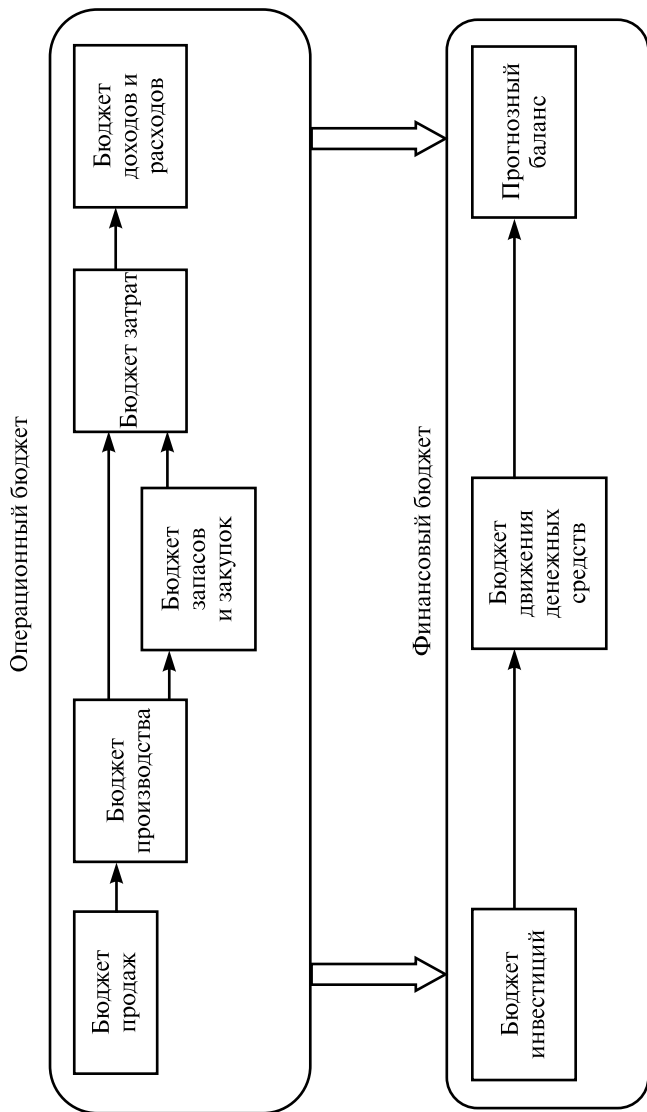 Операционный бюджет
Бюджет
продаж
Бюджет
производства
Бюджет
запасов
и закупок
Бюджет затрат
Бюджет
доходов и
расходов
Финансовый бюджет
Бюджет
инвестиций
Бюджет
движения
денежных
средств
Прогнозный
баланс